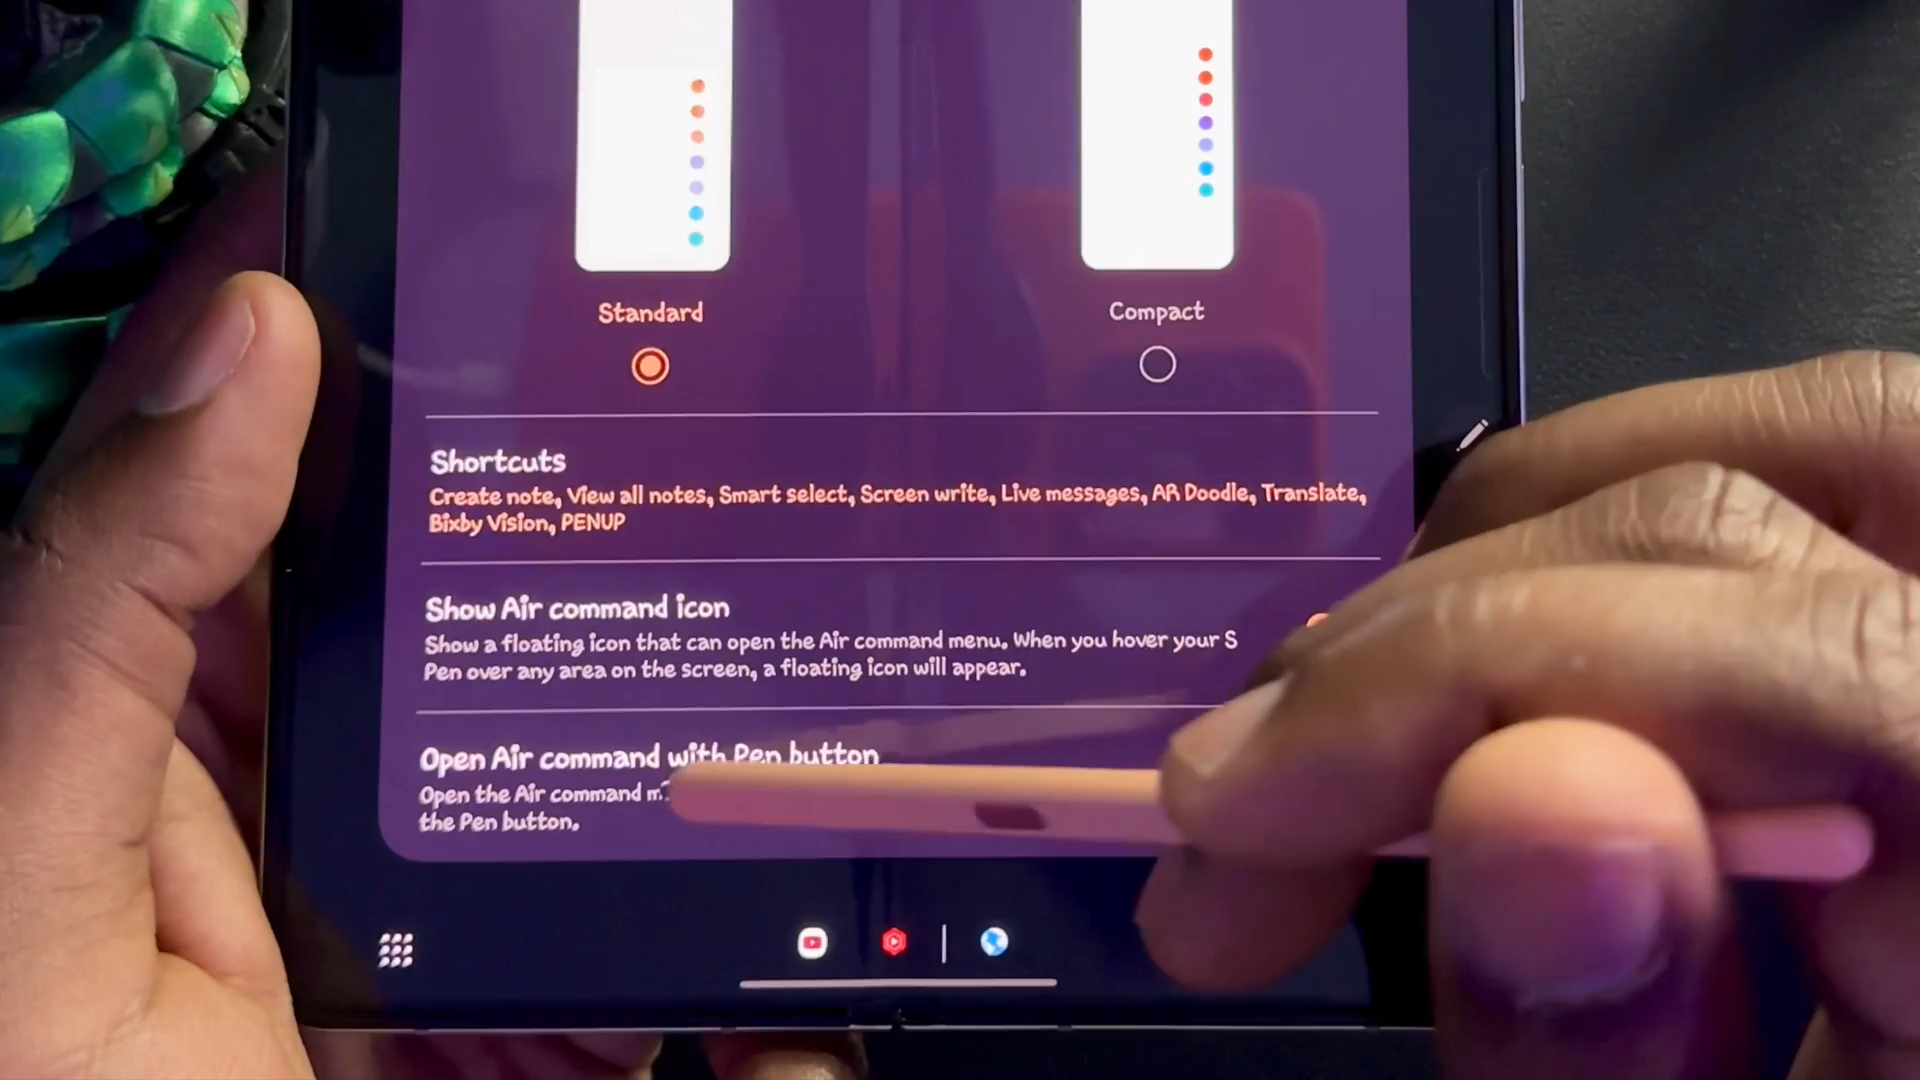 Standard
Compact
Shortcuts
Create note, View all notes, Smart select, Screen write, Live messages, AR Doodle, Translate,
Bixby Vision, PENUP
Show Air command icon
Show a floating icon that can open the Air command menu. When you hover your S
Pen over any area on the screen, a floating icon will appear.
Open Air command with Pen button
Open the Air command
the Pen button.